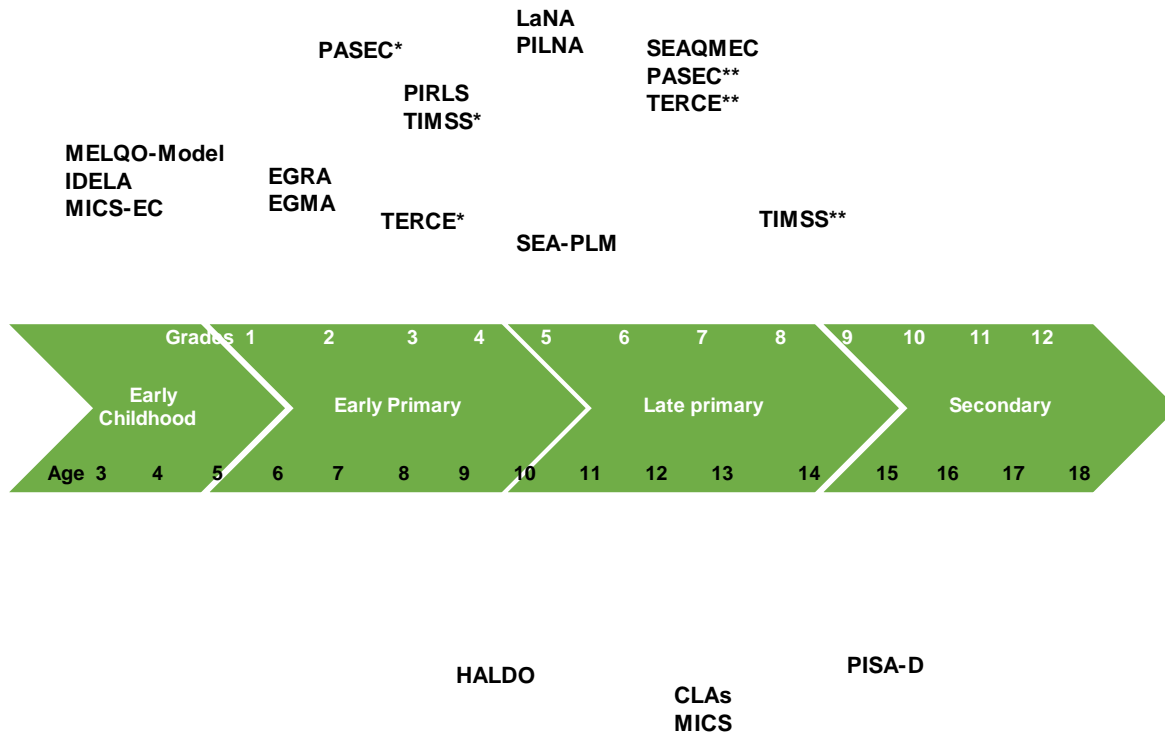 LaNA
PILNA
PASEC*
SEAQMEC
PASEC**
TERCE**
PIRLS
TIMSS*
MELQO-Model
IDELA
MICS-EC
EGRA
EGMA
TERCE*
TIMSS**
SEA-PLM
Grades 1 2 3 4 5 6 7 8 9 10 11 12
Early
Childhood
Early Primary
Late primary
Secondary
Age 3 4 5 6 7 8 9 10 11 12 13 14 15 16 17 18
HALDO
PISA-D
CLAs
MICS